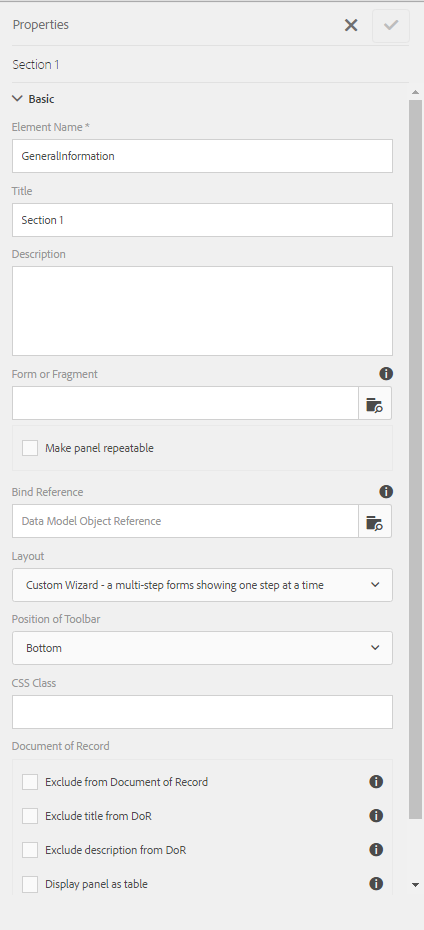 Properties
Section 1
Basic
Element Name *
GeneralInformation
Title
Section 1
Description
Form or Fragment
Make panel repeatable
Bind Reference
Data Model Object Reference
Layout
Custom Wizard - a multi-step forms showing one step at a time
Position of Toolbar
Bottom
CSS Class
Document of Record
Exclude from Document of Record
Exclude title from DoR
Exclude description from DoR
Display panel as table